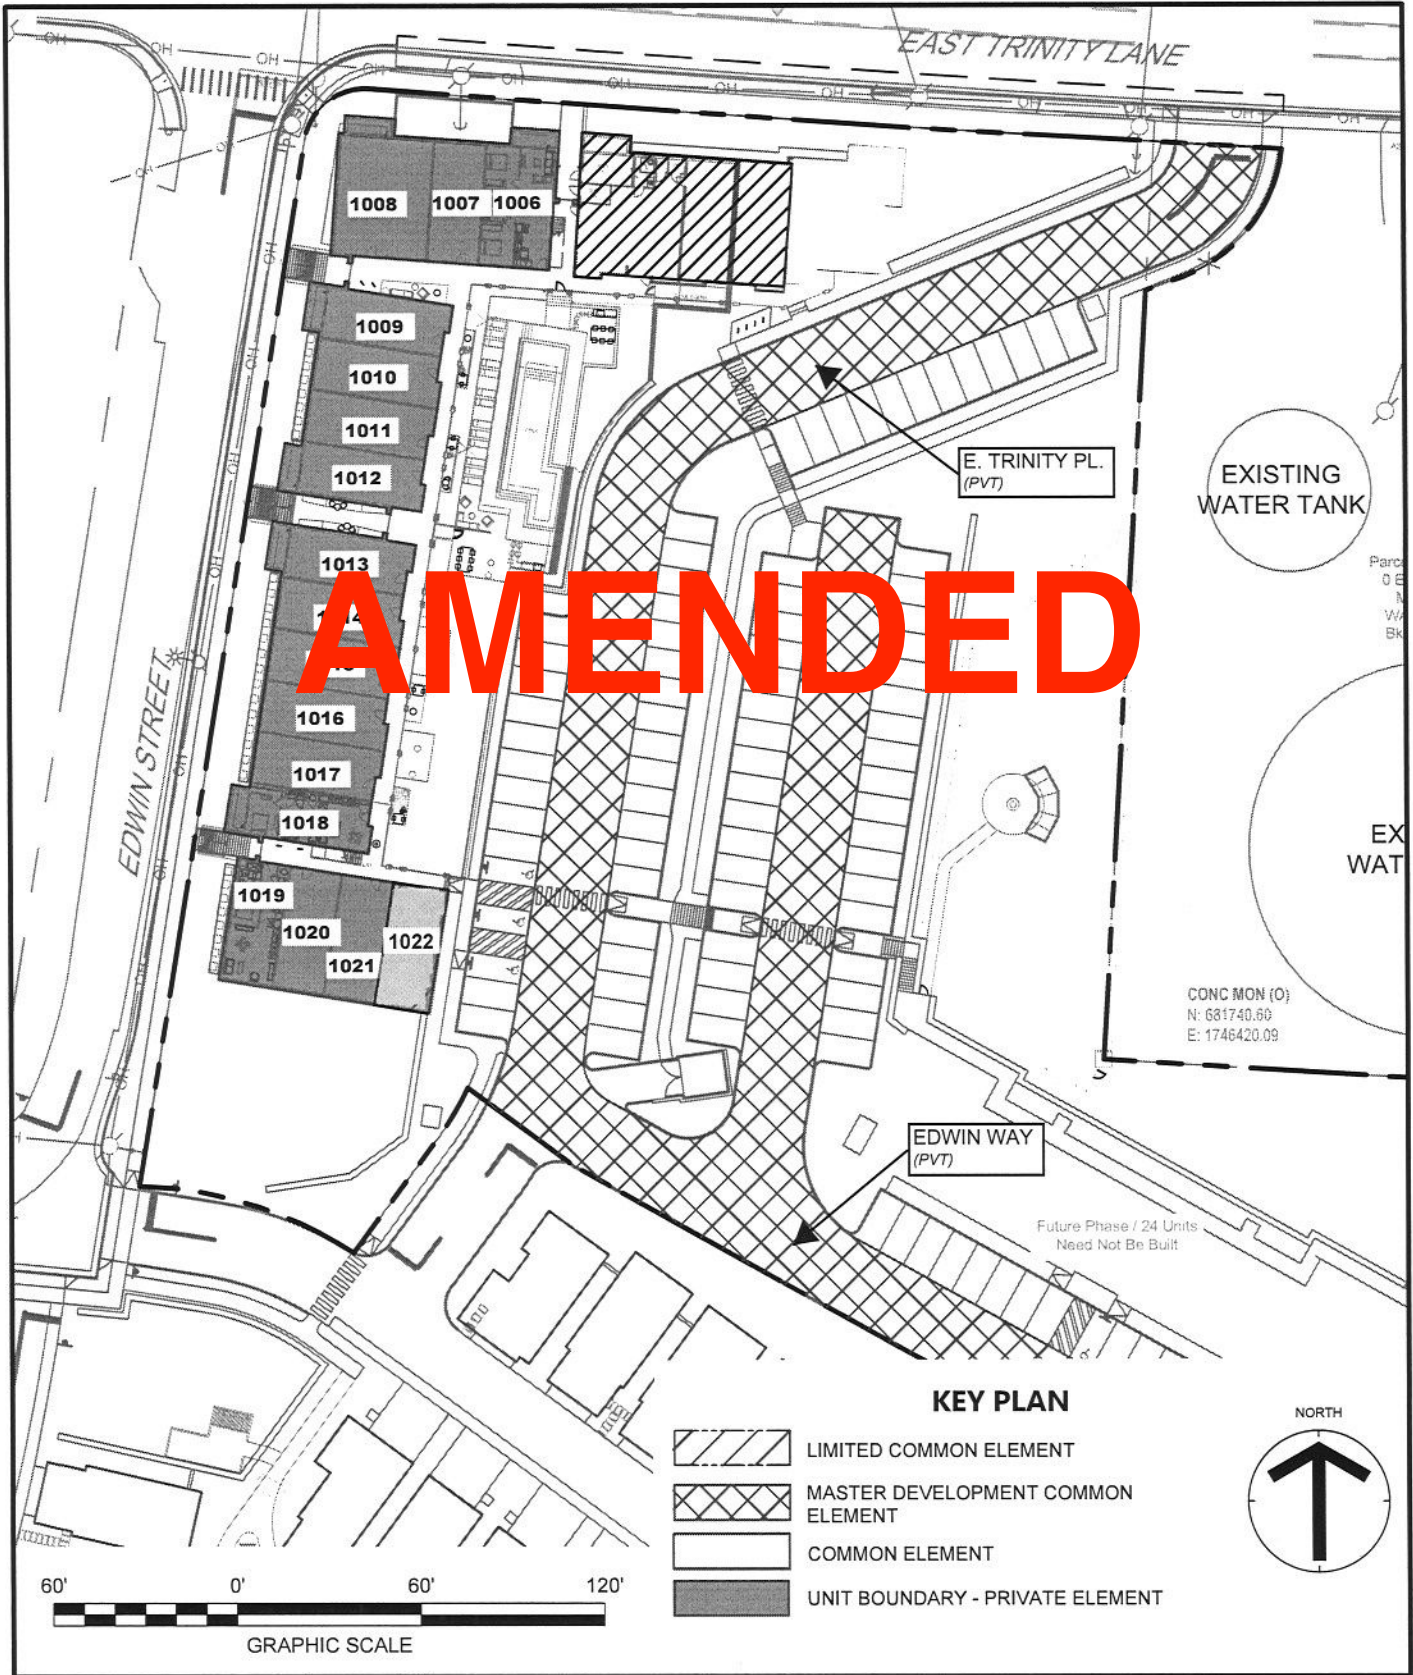 EAST TRINITY LANE
1008
1007
1006
1009
1010
1011
1012
E. TRINITY PL.
(PVT)
EXISTING
WATER TANK
1013
AMENDED
EDWIN STREET
1016
1017
1018
1019
1020
1021
1022
EX
WAT
CONC MON (O)
N: 681740.60
E: 1746420.09
EDWIN WAY
(PVT)
Future Phase / 24 Units
Need Not Be Built
KEY PLAN
LIMITED COMMON ELEMENT
MASTER DEVELOPMENT COMMON
ELEMENT
COMMON ELEMENT
UNIT BOUNDARY - PRIVATE ELEMENT
NORTH
60'
0'
60'
120'
GRAPHIC SCALE